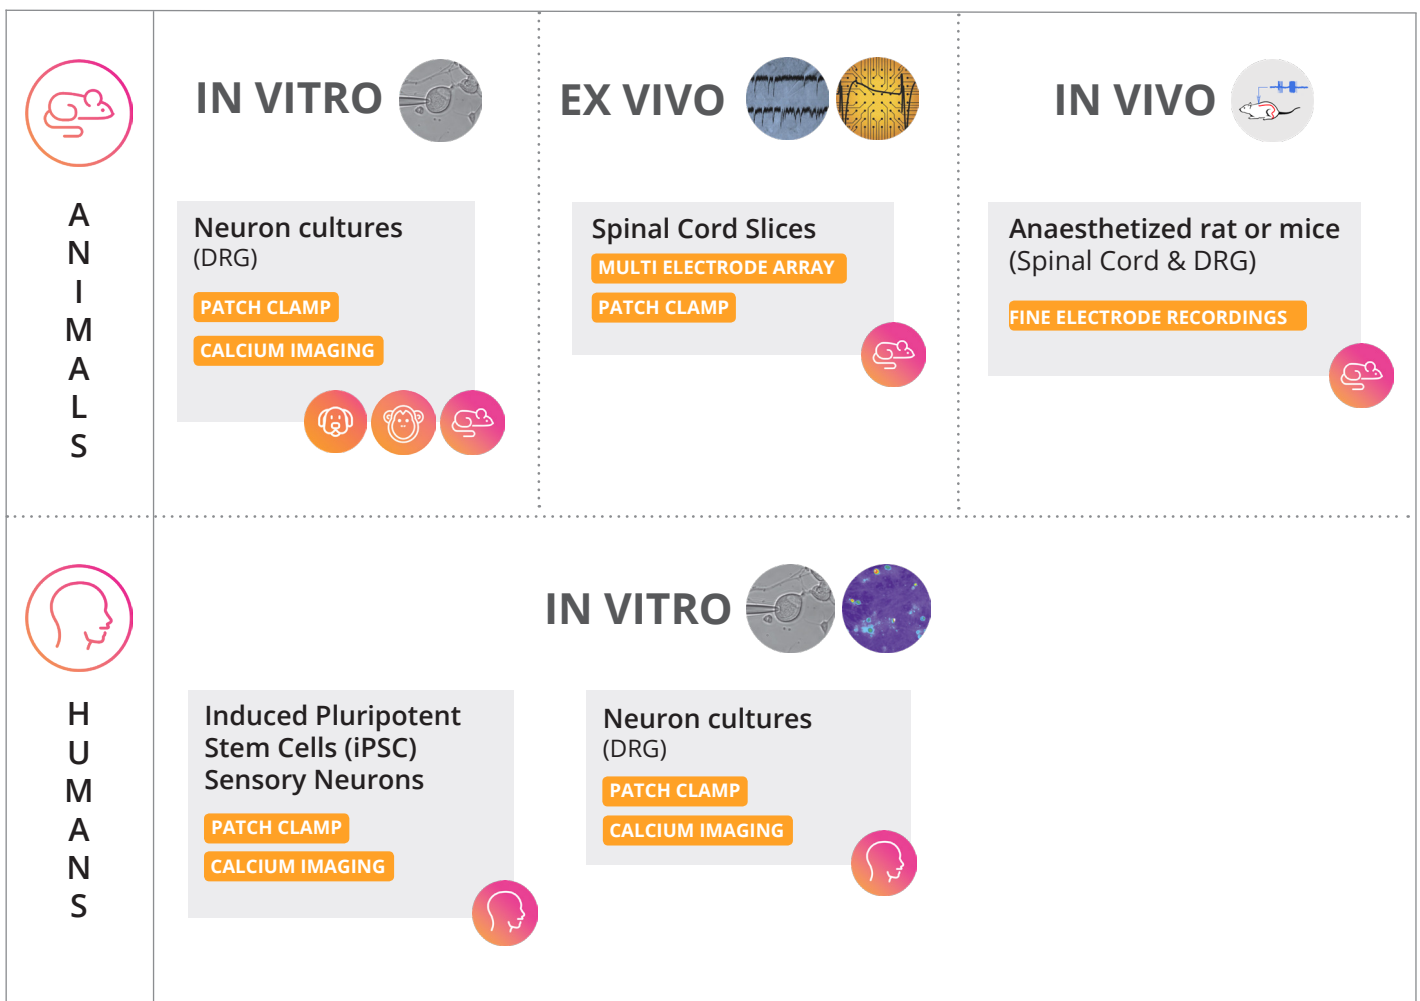 ANIMALS
IN VITRO
Neuron cultures
(DRG)
PATCH CLAMP
CALCIUM IMAGING
EX VIVO
Spinal Cord Slices
MULTI ELECTRODE ARRAY
PATCH CLAMP
IN VIVO
Anaesthetized rat or mice
(Spinal Cord & DRG)
FINE ELECTRODE RECORDINGS
HUMANS
IN VITRO
Induced Pluripotent
Stem Cells (iPSC)
Sensory Neurons
PATCH CLAMP
CALCIUM IMAGING
Neuron cultures
(DRG)
PATCH CLAMP
CALCIUM IMAGING